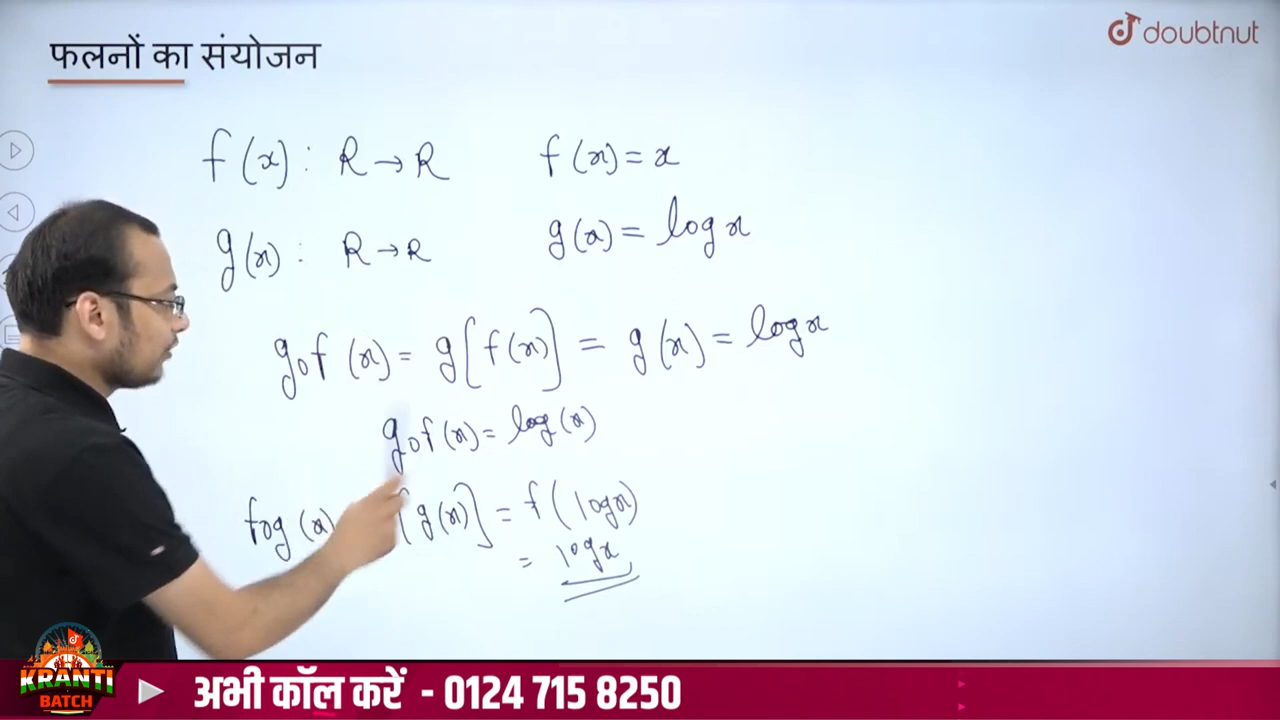 फलनों का संयोजन
doubtnut
f(x) : R→R f(x) = x
g(x) : R→R g(x) = log x
gof (x) = g[f(x)] = g(x) = log x
gof (x) = log (x)
fog (x) [g(x)] = f( log x)
= log x
KRANTI
BATCH
अभी कॉल करें - 0124 715 8250